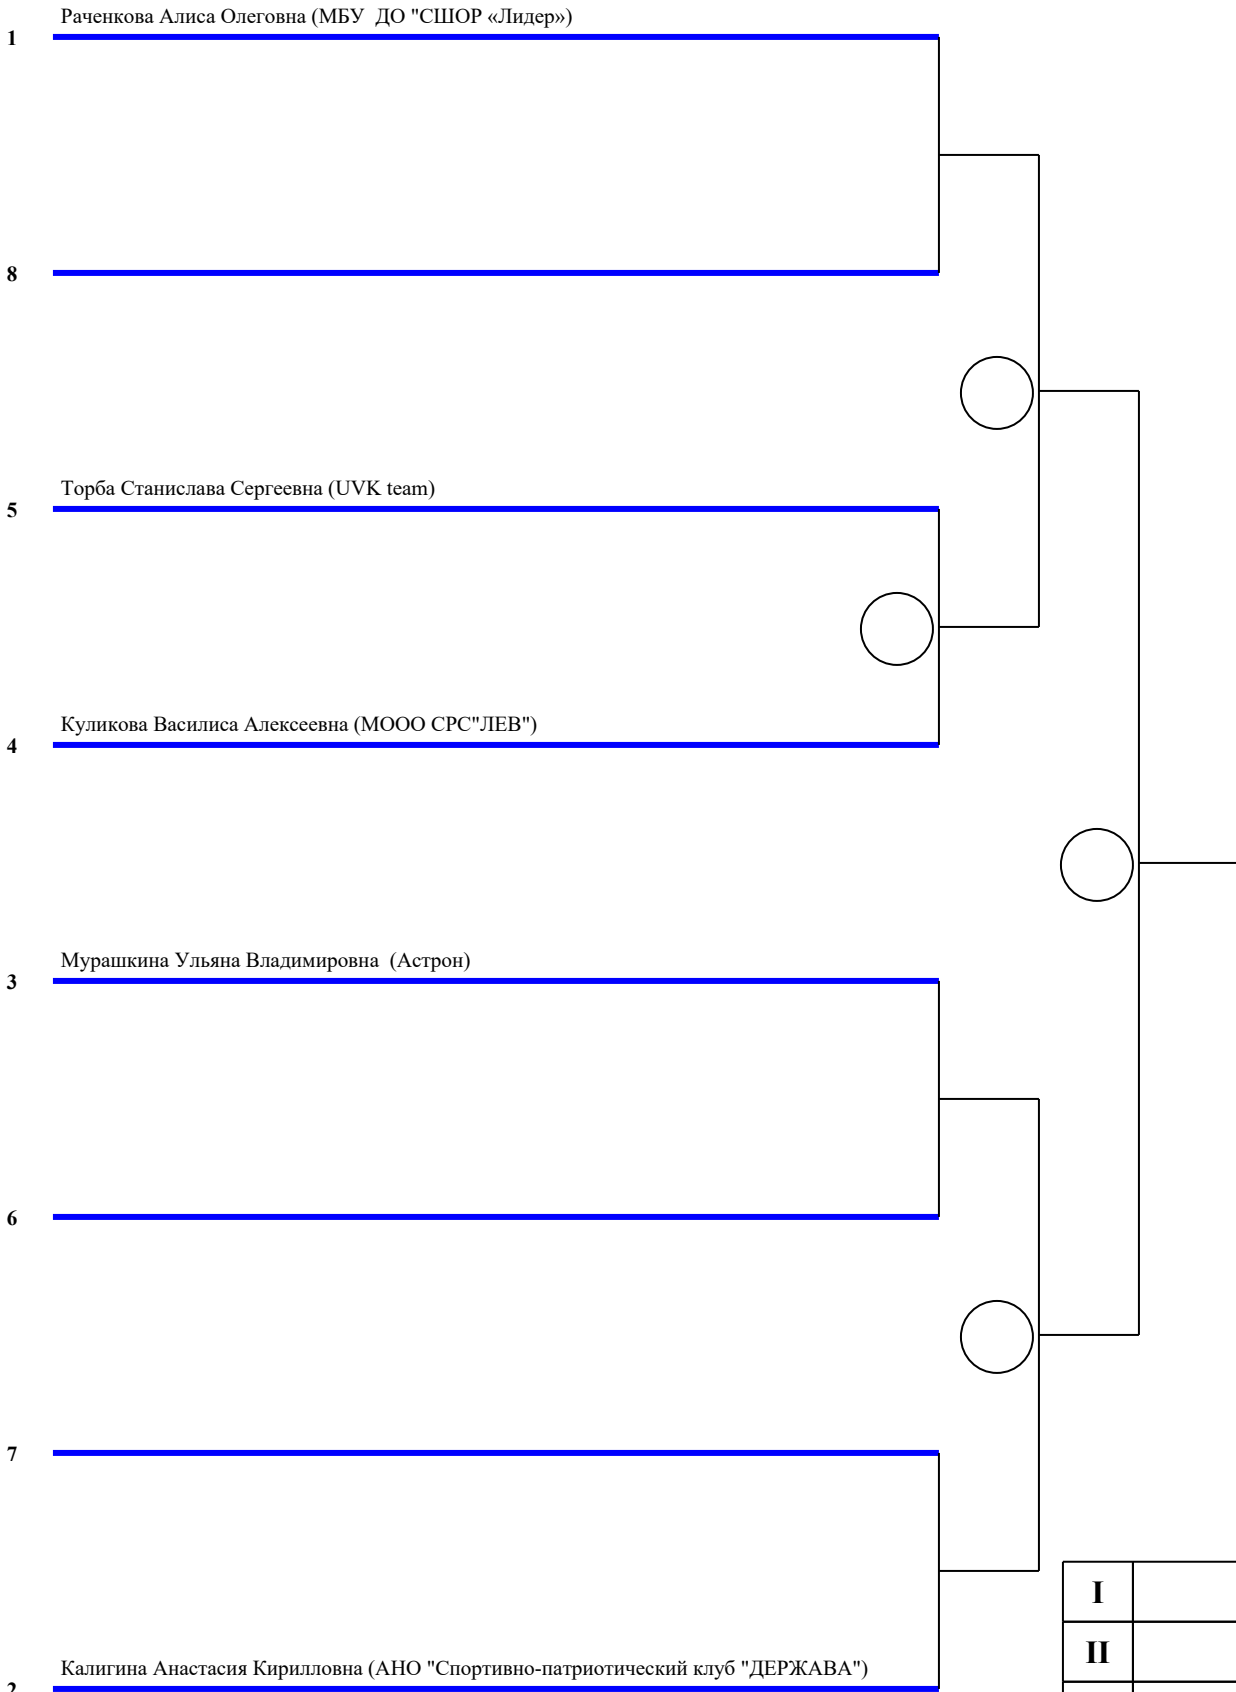 Раченкова Алиса Олеговна (МБУ  ДО "СШОР «Лидер»)
1
8
Торба Станислава Сергеевна (UVK team)
5
Куликова Василиса Алексеевна (МООО СРС"ЛЕВ")
4
Мурашкина Ульяна Владимировна  (Астрон)
3
6
7
I
II
Калигина Анастасия Кирилловна (АНО "Спортивно-патриотический клуб "ДЕРЖАВА")
2